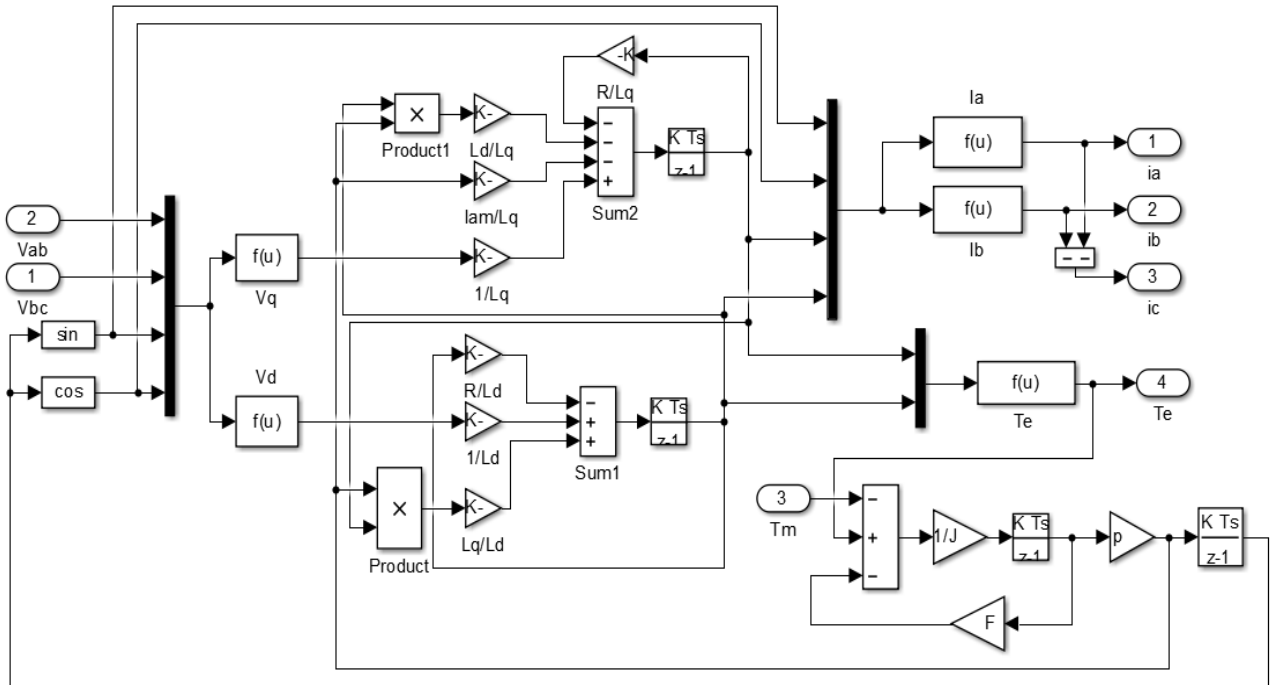 -K
R/Lq
×
Product1
K-
Ld/Lq
K-
lam/Lq
K-
1/Lq
−
−
−
+
Sum2
K Ts
z-1
Ia
f(u)
1
ia
f(u)
Ib
2
ib
− −
3
ic
2
Vab
1
Vbc
sin
cos
f(u)
Vq
Vd
f(u)
K-
R/Ld
K-
1/Ld
×
Product
K-
Lq/Ld
−
+
+
Sum1
K Ts
z-1
f(u)
Te
4
Te
3
Tm
−
+
−
1/J
K Ts
z-1
p
K Ts
z-1
F